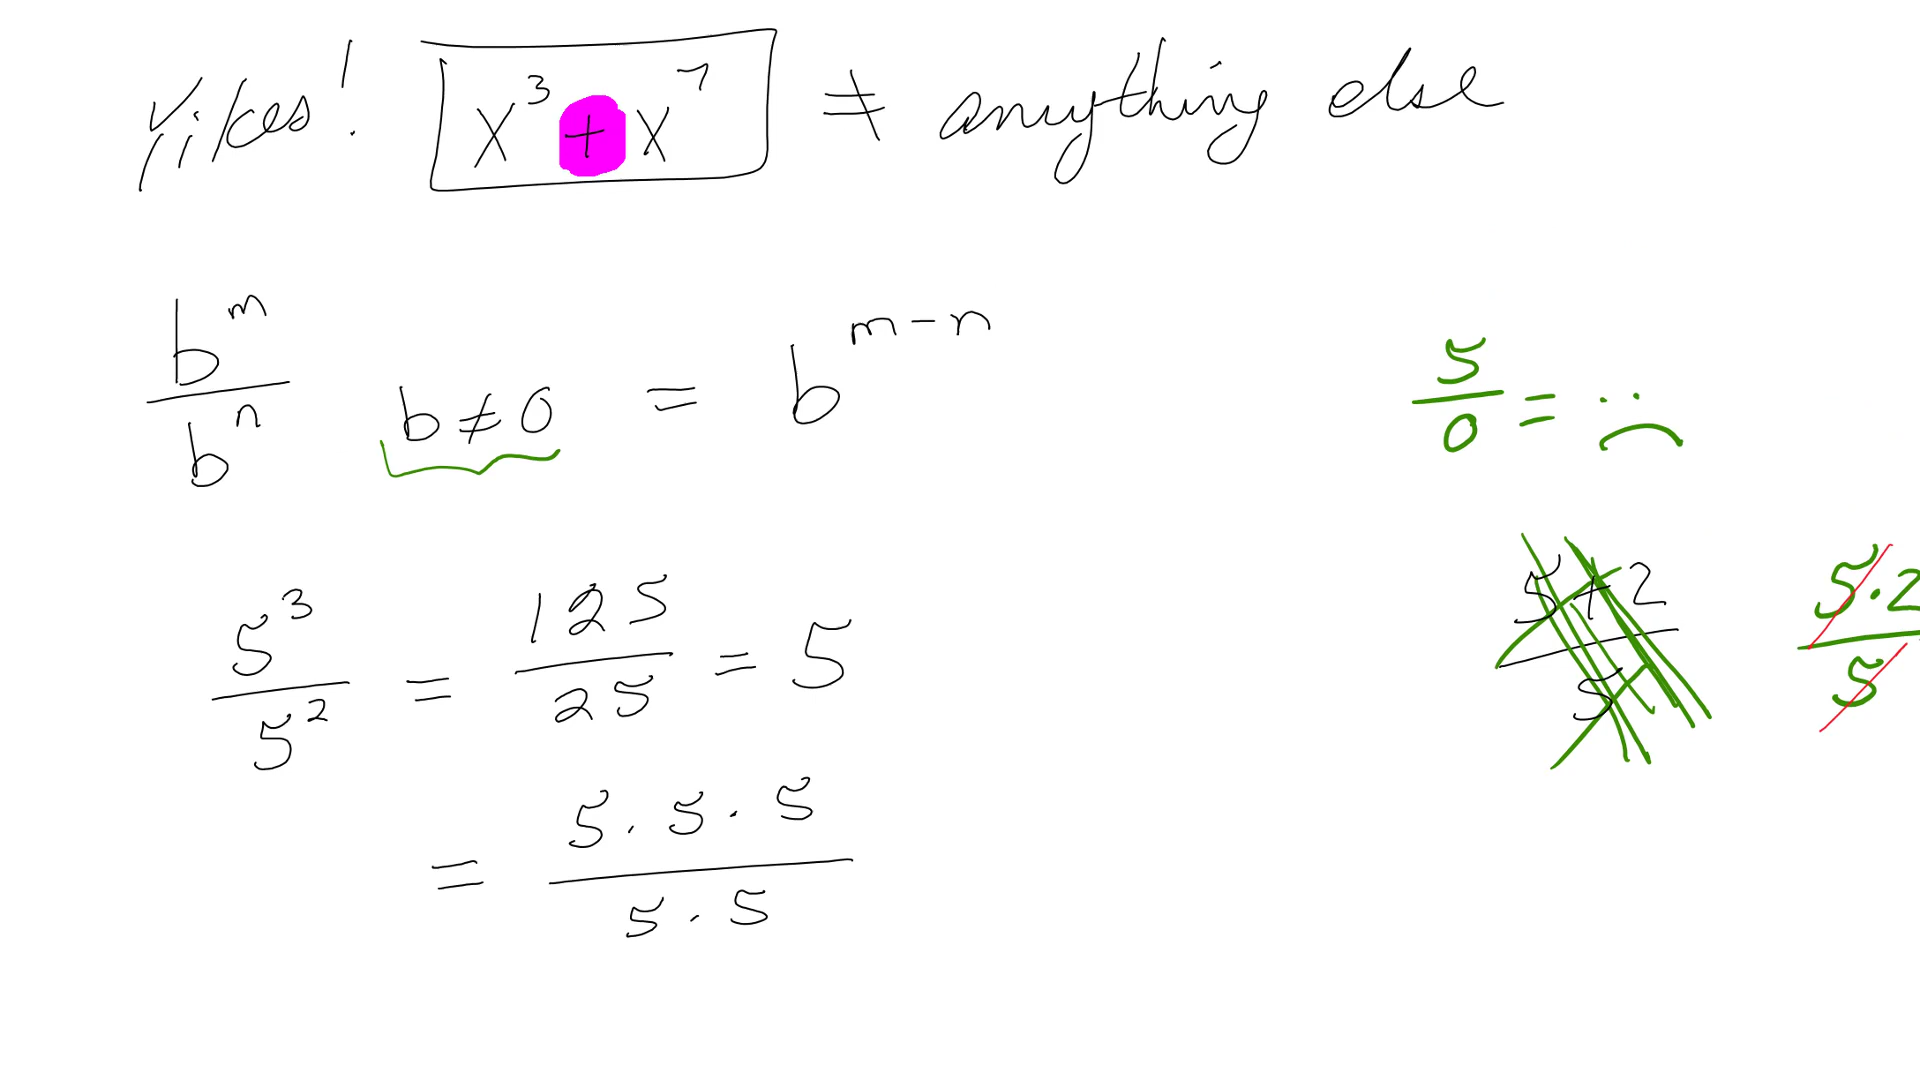 Yikes! x³ + x⁷ ≠ anything else
b^m / b^n b ≠ 0 = b^(m-n)
5/0 = :(
5³/5² = 125/25 = 5
(5+2)/5
(5·2)/5
= (5·5·5)/(5·5)